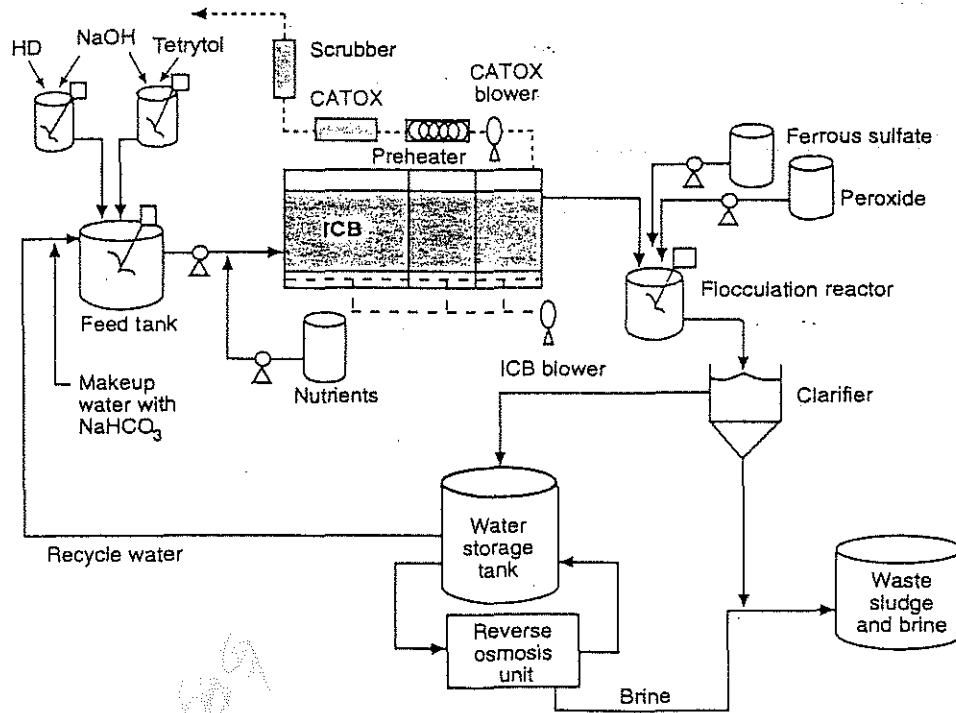 HD
NaOH
Tetrytol
Scrubber
CATOX
CATOX
blower
Preheater
Ferrous sulfate
Peroxide
ICB
Feed tank
Flocculation reactor
Makeup
water with
NaHCO3
Nutrients
ICB blower
Clarifier
Recycle water
Water
storage
tank
Waste
sludge
and brine
Reverse
osmosis
unit
Brine